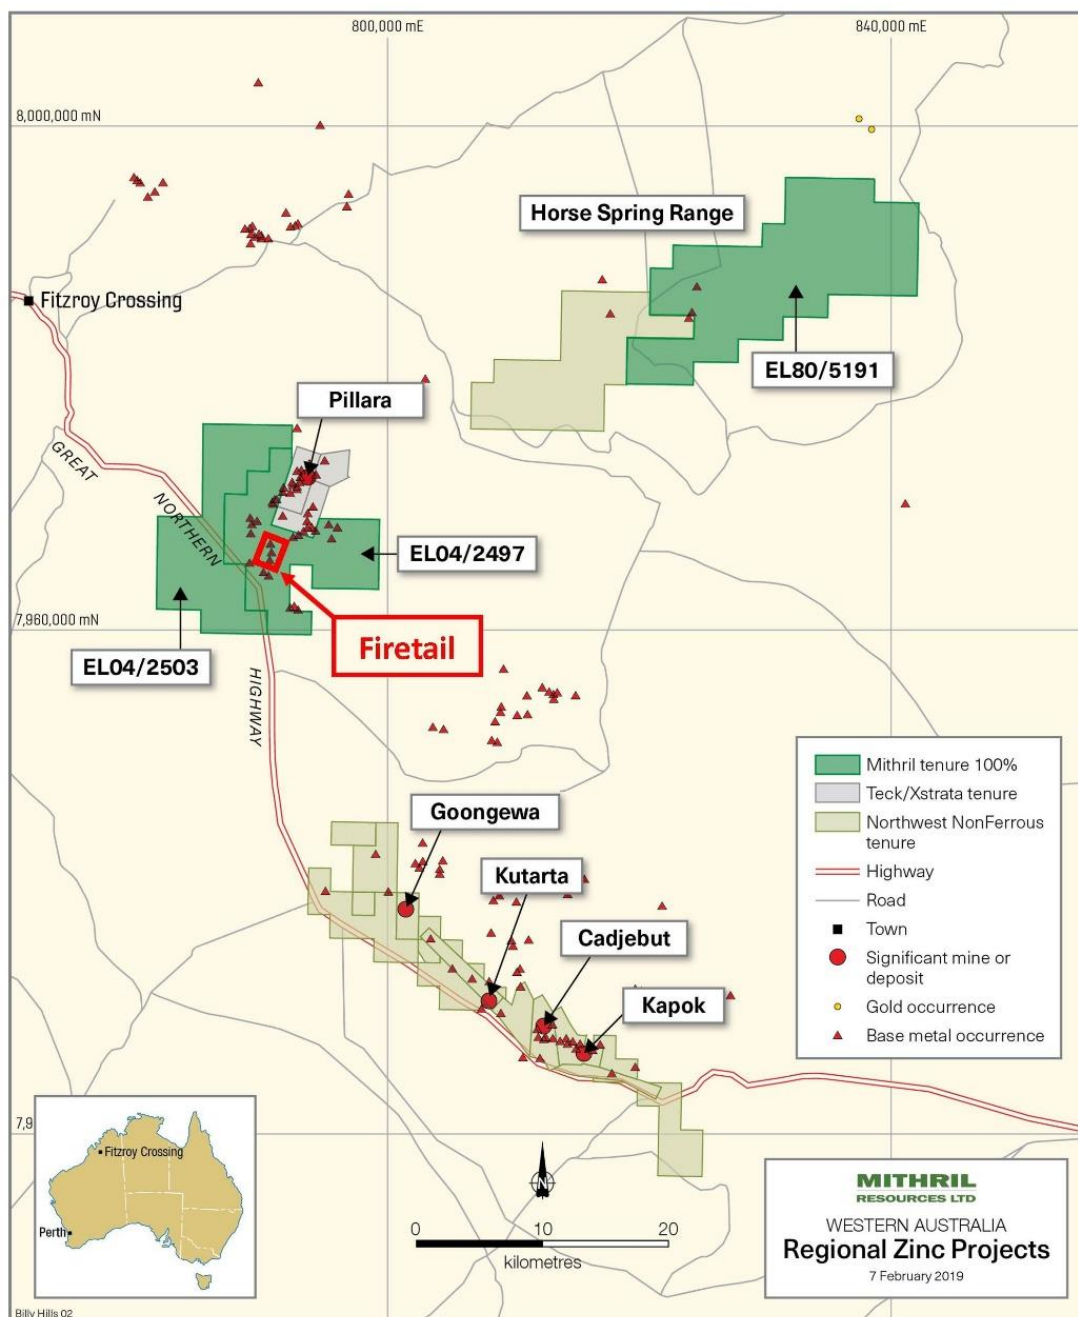 800,000 mE
840,000 mE
8,000,000 mN
Horse Spring Range
Fitzroy Crossing
EL80/5191
Pillara
GREAT
NORTHERN
EL04/2497
7,960,000 mN
Firetail
EL04/2503
HIGHWAY
Mithril tenure 100%
Teck/Xstrata tenure
Northwest NonFerrous
tenure
Highway
Road
Town
Significant mine or
deposit
Gold occurrence
Base metal occurrence
Goongewa
Kutarta
Cadjebut
Kapok
7,9
Fitzroy Crossing
Perth
N
0 10 20
kilometres
MITHRIL
RESOURCES LTD
WESTERN AUSTRALIA
Regional Zinc Projects
7 February 2019
Billy Hills 02